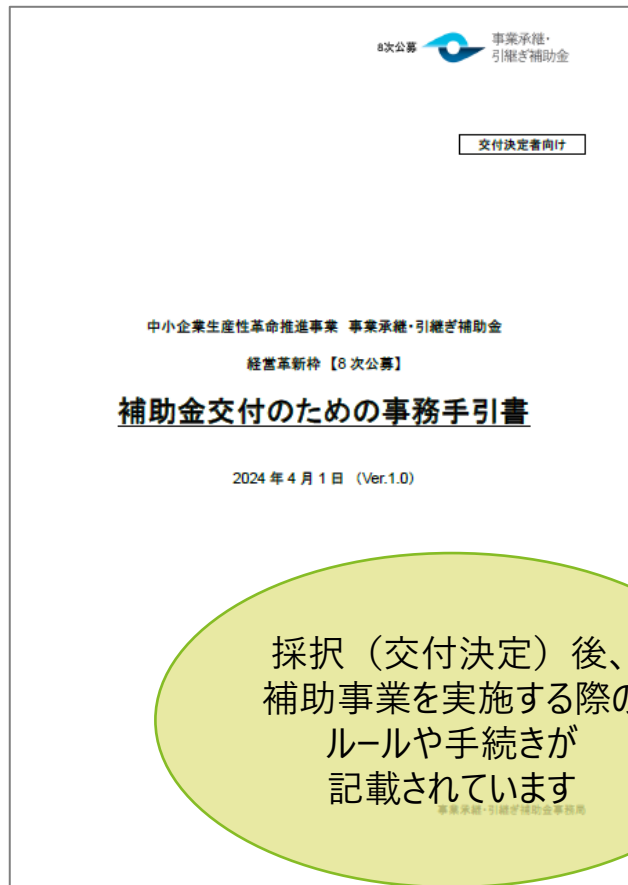 8次公募
事業承継・
引継ぎ補助金
交付決定者向け
中小企業生産性革命推進事業 事業承継・引継ぎ補助金
経営革新枠【8次公募】
補助金交付のための事務手引書
2024年4月1日 (Ver.1.0)
採択（交付決定）後、
補助事業を実施する際の
ルールや手続きが
記載されています
事業承継・引継ぎ補助金事務局